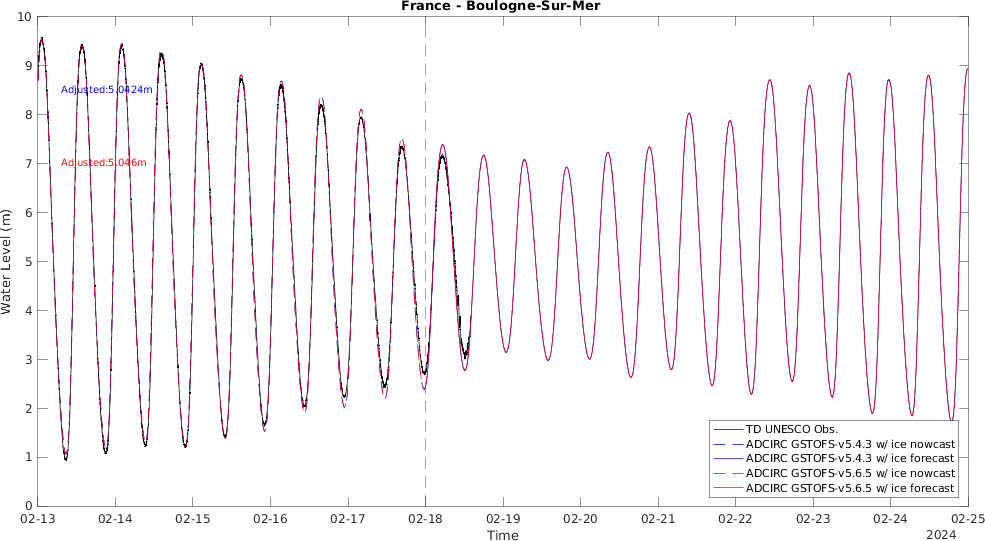 France - Boulogne-Sur-Mer
10
9
8
7
6
5
4
3
2
1
0
Water Level (m)
Adjusted:5.0424m
Adjusted:5.046m
TD UNESCO Obs.
ADCIRC GSTOFS-v5.4.3 w/ ice nowcast
ADCIRC GSTOFS-v5.4.3 w/ ice forecast
ADCIRC GSTOFS-v5.6.5 w/ ice nowcast
ADCIRC GSTOFS-v5.6.5 w/ ice forecast
02-13 02-14 02-15 02-16 02-17 02-18 02-19 02-20 02-21 02-22 02-23 02-24 02-25
Time
2024